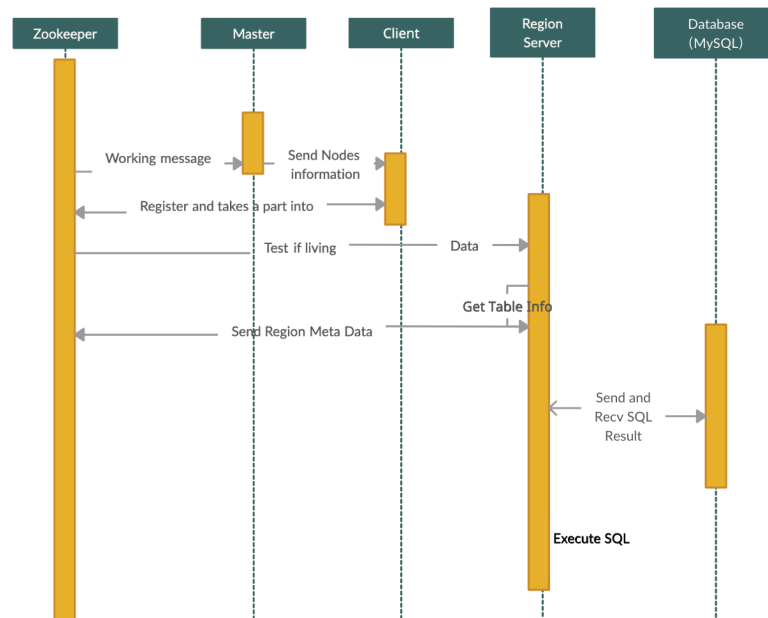 Zookeeper
Master
Client
Region
Server
Database
(MySQL)
Working message
Send Nodes
information
Register and takes a part into
Test if living
Data
Get Table Info
Send Region Meta Data
Send and
Recv SQL
Result
Execute SQL